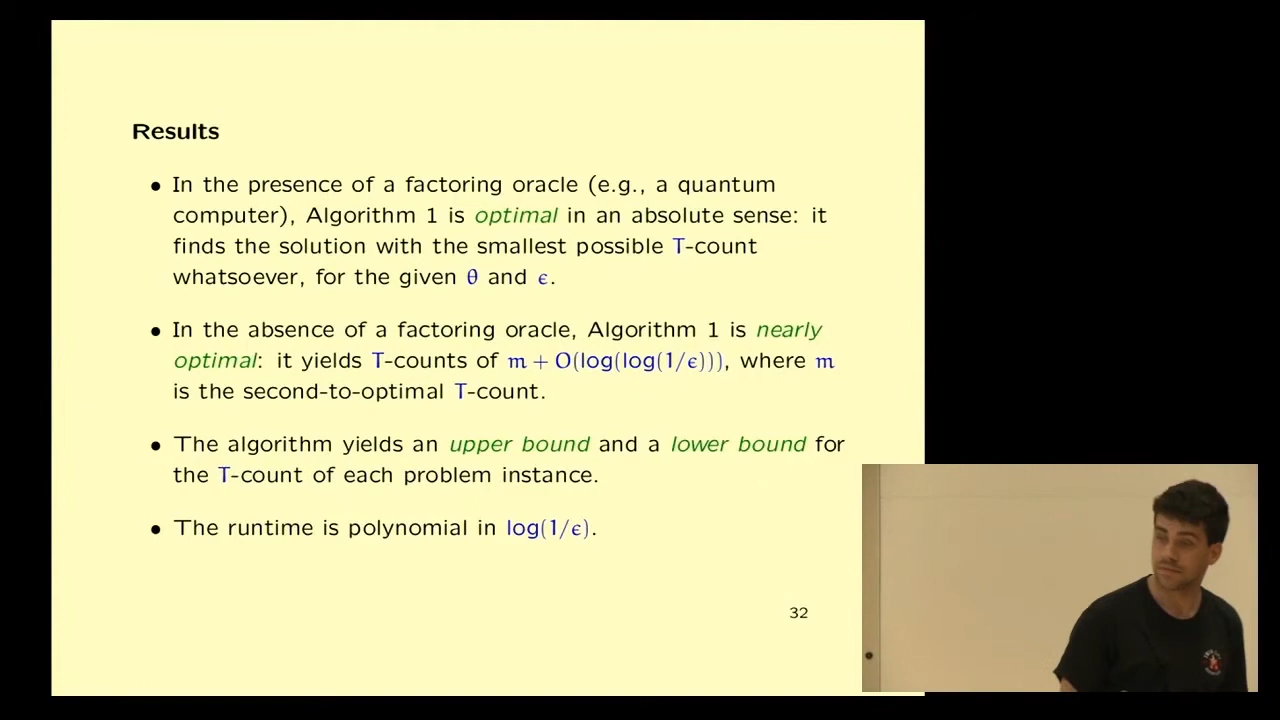 Results
• In the presence of a factoring oracle (e.g., a quantum
computer), Algorithm 1 is optimal in an absolute sense: it
finds the solution with the smallest possible T-count
whatsoever, for the given θ and ϵ.
• In the absence of a factoring oracle, Algorithm 1 is nearly
optimal: it yields T-counts of m + O(log(log(1/ϵ))), where m
is the second-to-optimal T-count.
• The algorithm yields an upper bound and a lower bound for
the T-count of each problem instance.
• The runtime is polynomial in log(1/ϵ).
32